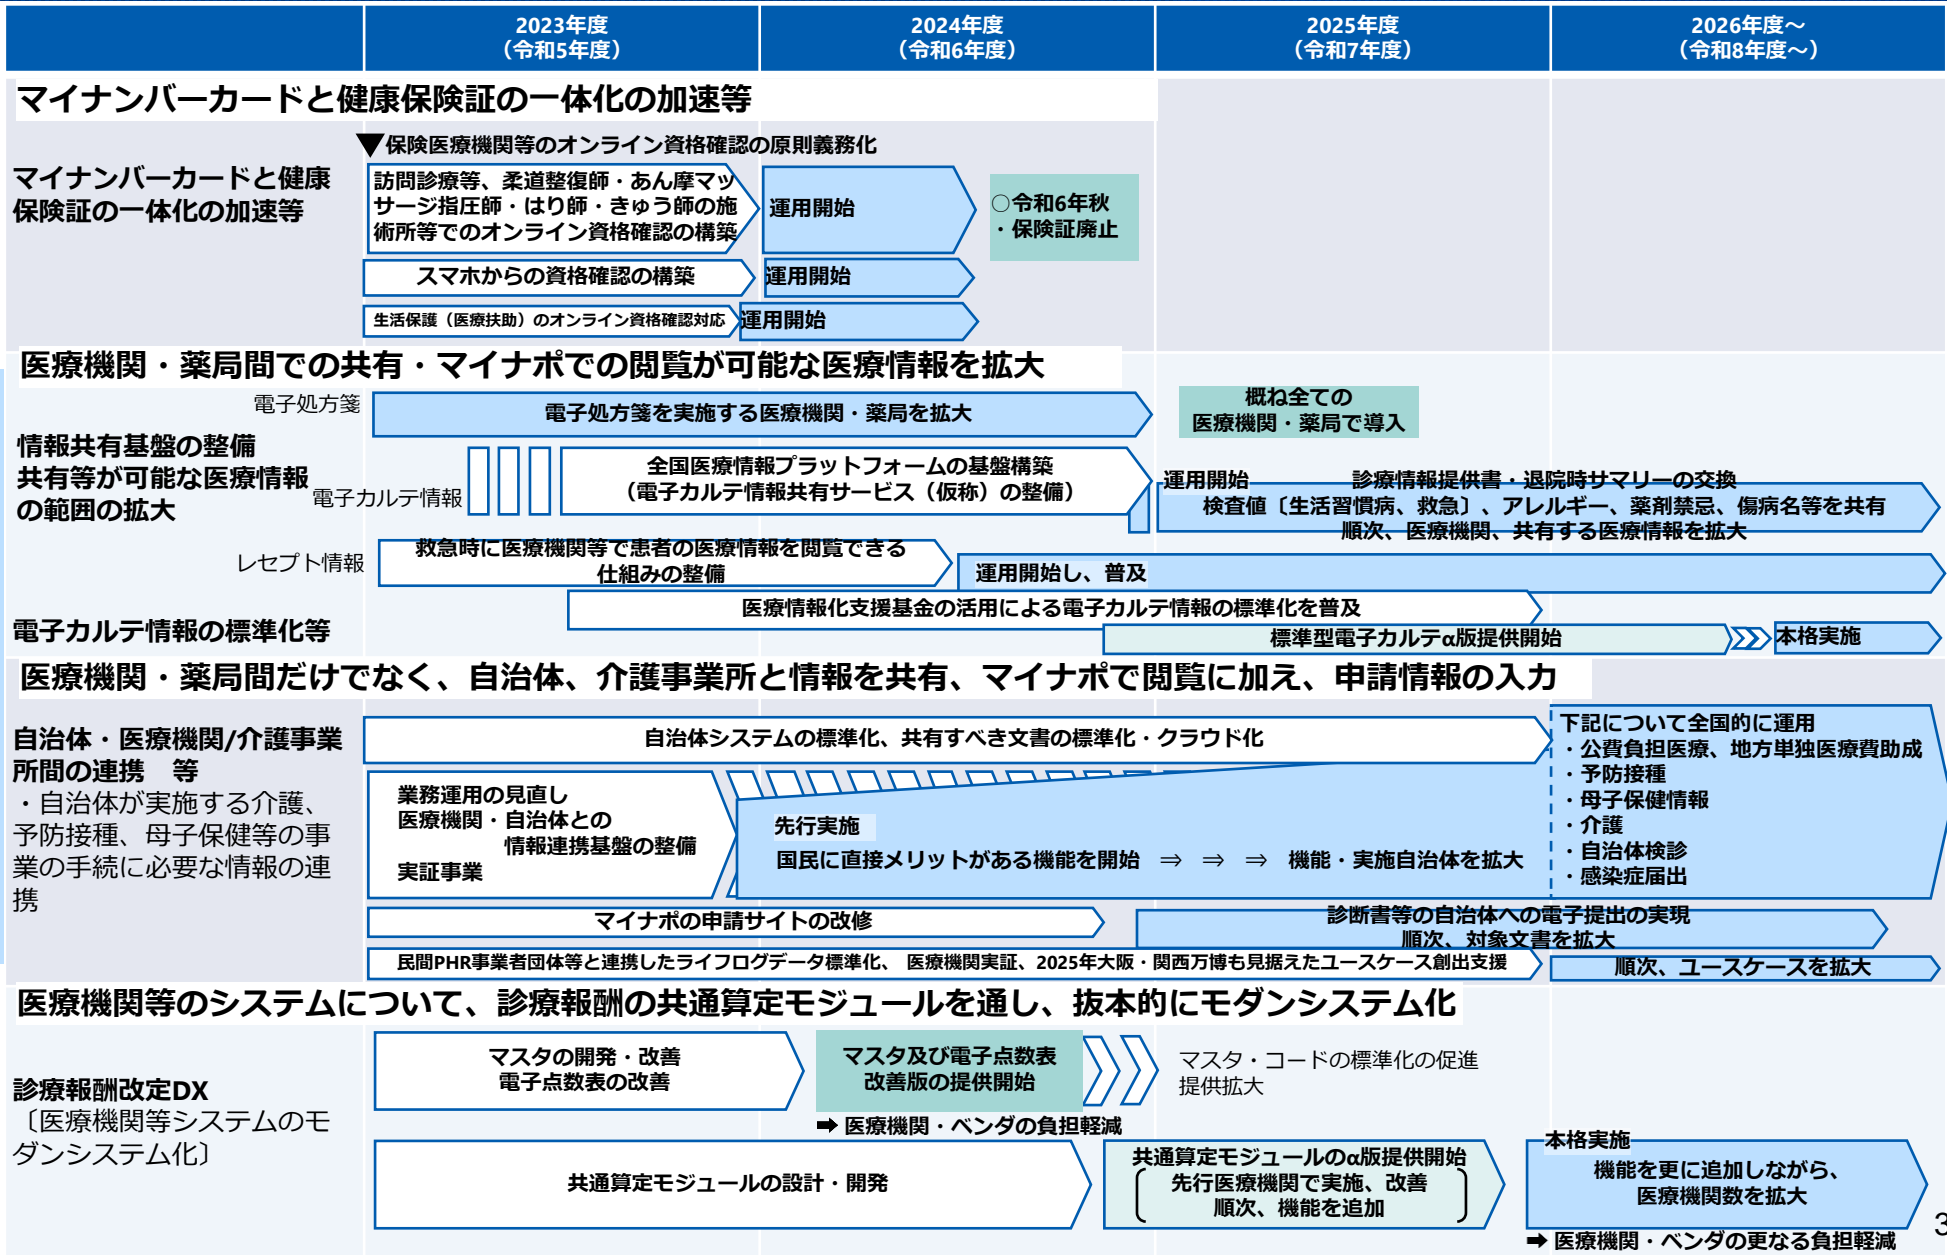 2023年度
（令和5年度）
2024年度
（令和6年度）
2025年度
（令和7年度）
2026年度～
（令和8年度～）
マイナンバーカードと健康保険証の一体化の加速等
マイナンバーカードと健康
保険証の一体化の加速等
▼保険医療機関等のオンライン資格確認の原則義務化
訪問診療等、柔道整復師・あん摩マッ
サージ指圧師・はり師・きゅう師の施
術所等でのオンライン資格確認の構築
運用開始
○令和6年秋
・保険証廃止
スマホからの資格確認の構築
運用開始
生活保護（医療扶助）のオンライン資格確認対応
運用開始
医療機関・薬局間での共有・マイナポでの閲覧が可能な医療情報を拡大
情報共有基盤の整備
共有等が可能な医療情報
の範囲の拡大
電子処方箋
電子処方箋を実施する医療機関・薬局を拡大
概ね全ての
医療機関・薬局で導入
電子カルテ情報
全国医療情報プラットフォームの基盤構築
（電子カルテ情報共有サービス（仮称）の整備）
運用開始
診療情報提供書・退院時サマリーの交換
検査値〔生活習慣病、救急〕、アレルギー、薬剤禁忌、傷病名等を共有
順次、医療機関、共有する医療情報を拡大
レセプト情報
救急時に医療機関等で患者の医療情報を閲覧できる
仕組みの整備
運用開始し、普及
電子カルテ情報の標準化等
医療情報化支援基金の活用による電子カルテ情報の標準化を普及
標準型電子カルテα版提供開始
本格実施
医療機関・薬局間だけでなく、自治体、介護事業所と情報を共有、マイナポで閲覧に加え、申請情報の入力
自治体・医療機関/介護事業
所間の連携　等
・自治体が実施する介護、
予防接種、母子保健等の事
業の手続に必要な情報の連
携
自治体システムの標準化、共有すべき文書の標準化・クラウド化
業務運用の見直し
医療機関・自治体との
情報連携基盤の整備
実証事業
先行実施
国民に直接メリットがある機能を開始　⇒　⇒　⇒　機能・実施自治体を拡大
下記について全国的に運用
・公費負担医療、地方単独医療費助成
・予防接種
・母子保健情報
・介護
・自治体検診
・感染症届出
マイナポの申請サイトの改修
診断書等の自治体への電子提出の実現
順次、対象文書を拡大
民間PHR事業者団体等と連携したライフログデータ標準化、 医療機関実証、2025年大阪・関西万博も見据えたユースケース創出支援
順次、ユースケースを拡大
医療機関等のシステムについて、診療報酬の共通算定モジュールを通し、抜本的にモダンシステム化
診療報酬改定DX
〔医療機関等システムのモ
ダンシステム化〕
マスタの開発・改善
電子点数表の改善
マスタ及び電子点数表
改善版の提供開始
マスタ・コードの標準化の促進
提供拡大
➡ 医療機関・ベンダの負担軽減
共通算定モジュールの設計・開発
共通算定モジュールのα版提供開始
先行医療機関で実施、改善
順次、機能を追加
本格実施
機能を更に追加しながら、
医療機関数を拡大
➡ 医療機関・ベンダの更なる負担軽減
3